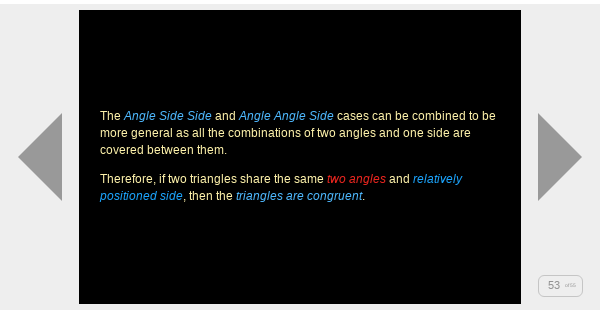 The Angle Side Side and Angle Angle Side cases can be combined to be
more general as all the combinations of two angles and one side are
covered between them.
Therefore, if two triangles share the same two angles and relatively
positioned side, then the triangles are congruent.
53 of 55